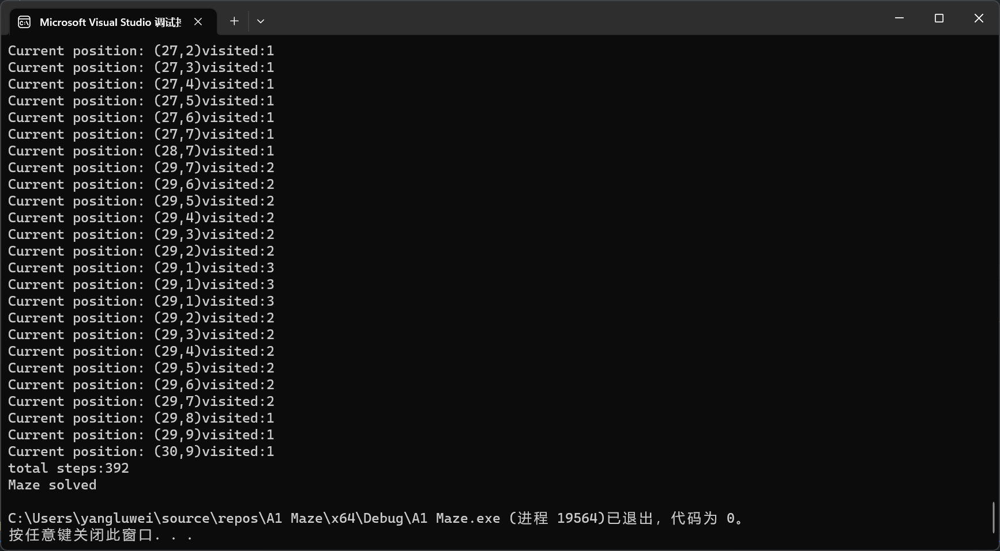 Microsoft Visual Studio 调试
Current position: (27,2)visited:1
Current position: (27,3)visited:1
Current position: (27,4)visited:1
Current position: (27,5)visited:1
Current position: (27,6)visited:1
Current position: (27,7)visited:1
Current position: (28,7)visited:1
Current position: (29,7)visited:2
Current position: (29,6)visited:2
Current position: (29,5)visited:2
Current position: (29,4)visited:2
Current position: (29,3)visited:2
Current position: (29,2)visited:2
Current position: (29,1)visited:3
Current position: (29,1)visited:3
Current position: (29,1)visited:3
Current position: (29,2)visited:2
Current position: (29,3)visited:2
Current position: (29,4)visited:2
Current position: (29,5)visited:2
Current position: (29,6)visited:2
Current position: (29,7)visited:2
Current position: (29,8)visited:1
Current position: (29,9)visited:1
Current position: (30,9)visited:1
total steps:392
Maze solved
C:\Users\yangluwei\source\repos\A1 Maze\x64\Debug\A1 Maze.exe (进程 19564)已退出，代码为 0。
按任意键关闭此窗口. . .